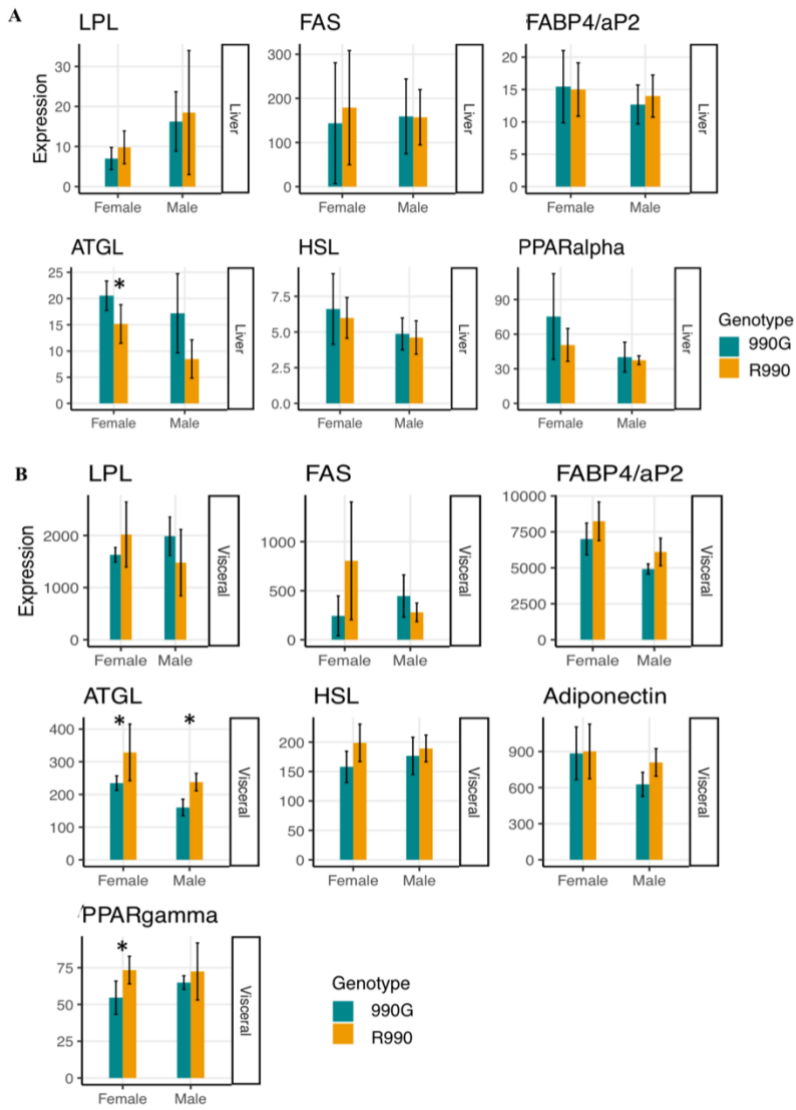 A
LPL
FAS
FABP4/aP2
Expression
30
20
10
0
Female
Male
Liver
300
200
100
0
Female
Male
Liver
20
15
10
5
0
Female
Male
Liver
ATGL
HSL
PPARalpha
25
20
15
10
5
0
*
Female
Male
Liver
7.5
5.0
2.5
0.0
Female
Male
Liver
90
60
30
0
Female
Male
Liver
Genotype
990G
R990
B
LPL
FAS
FABP4/aP2
Expression
2000
1000
0
Female
Male
Visceral
1000
500
0
Female
Male
Visceral
10000
7500
5000
2500
0
Female
Male
Visceral
ATGL
HSL
Adiponectin
400
300
200
100
0
*
*
Female
Male
Visceral
200
150
100
50
0
Female
Male
Visceral
900
600
300
0
Female
Male
Visceral
PPARgamma
75
50
25
0
*
Female
Male
Visceral
Genotype
990G
R990